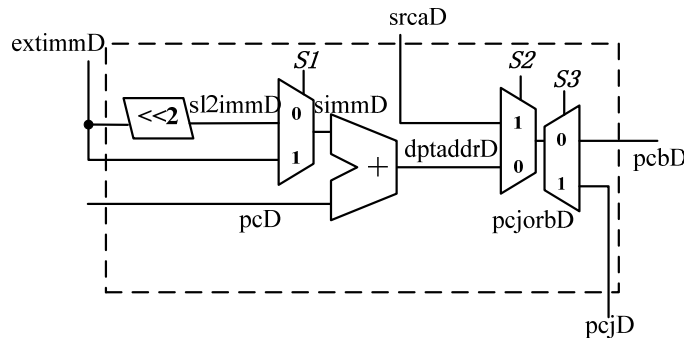 srcaD
extimmD
S1
S2
S3
<<2
sl2immD
0
simmD
1
1
0
0
1
+
dptaddrD
pcbD
pcD
pcjorbD
pcjD